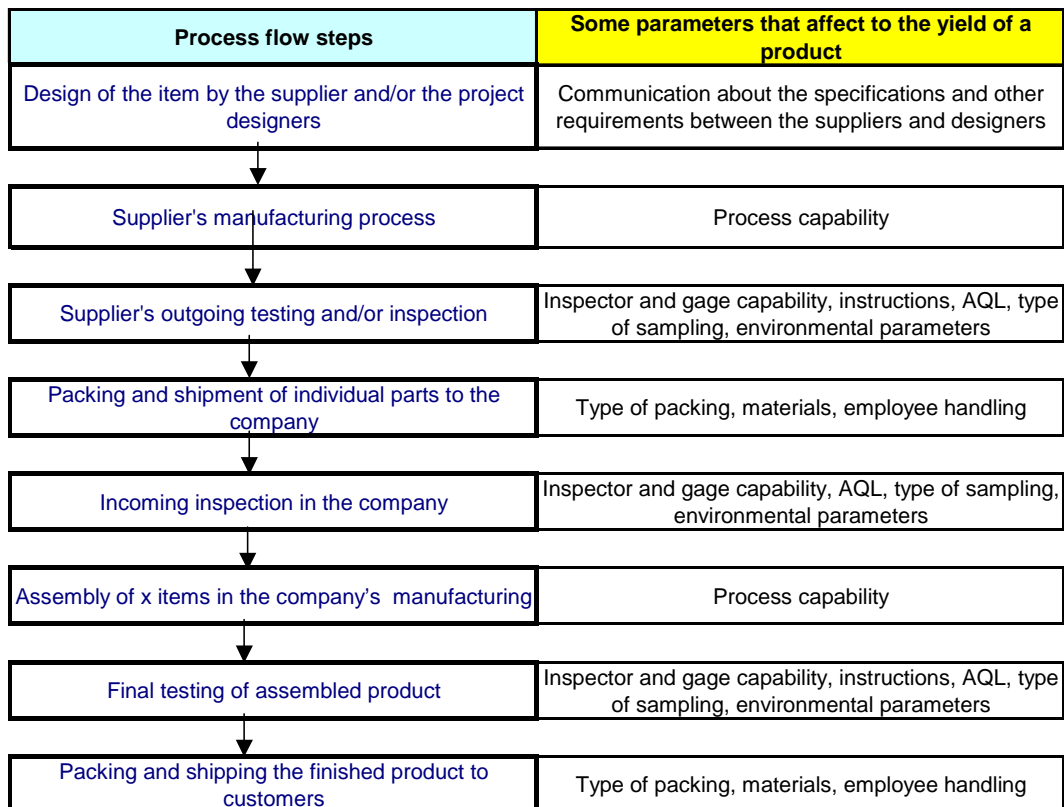 Process flow steps
Some parameters that affect to the yield of a
product
Design of the item by the supplier and/or the project
designers
Communication about the specifications and other
requirements between the suppliers and designers
Supplier's manufacturing process
Process capability
Supplier's outgoing testing and/or inspection
Inspector and gage capability, instructions, AQL, type
of sampling, environmental parameters
Packing and shipment of individual parts to the
company
Type of packing, materials, employee handling
Incoming inspection in the company
Inspector and gage capability, AQL, type of sampling,
environmental parameters
Assembly of x items in the company’s  manufacturing
Process capability
Final testing of assembled product
Inspector and gage capability, instructions, AQL, type
of sampling, environmental parameters
Packing and shipping the finished product to
customers
Type of packing, materials, employee handling